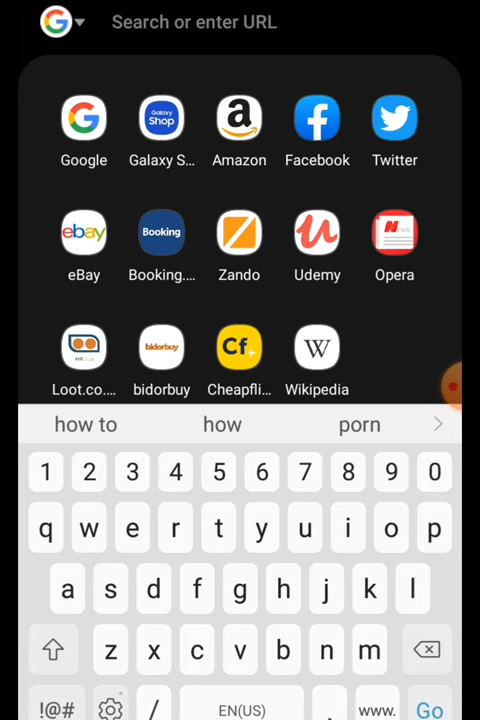 Search or enter URL
Galaxy Shop
Booking
NEWS
bidorbuy
Cf
W
Google Galaxy S... Amazon Facebook Twitter
ebay
eBay Booking.... Zando Udemy Opera
Loot.co.... bidorbuy Cheapfli... Wikipedia
how to how porn
1 2 3 4 5 6 7 8 9 0
q w e r t y u i o p
a s d f g h j k l
z x c v b n m
!@# / EN(US) . www. Go